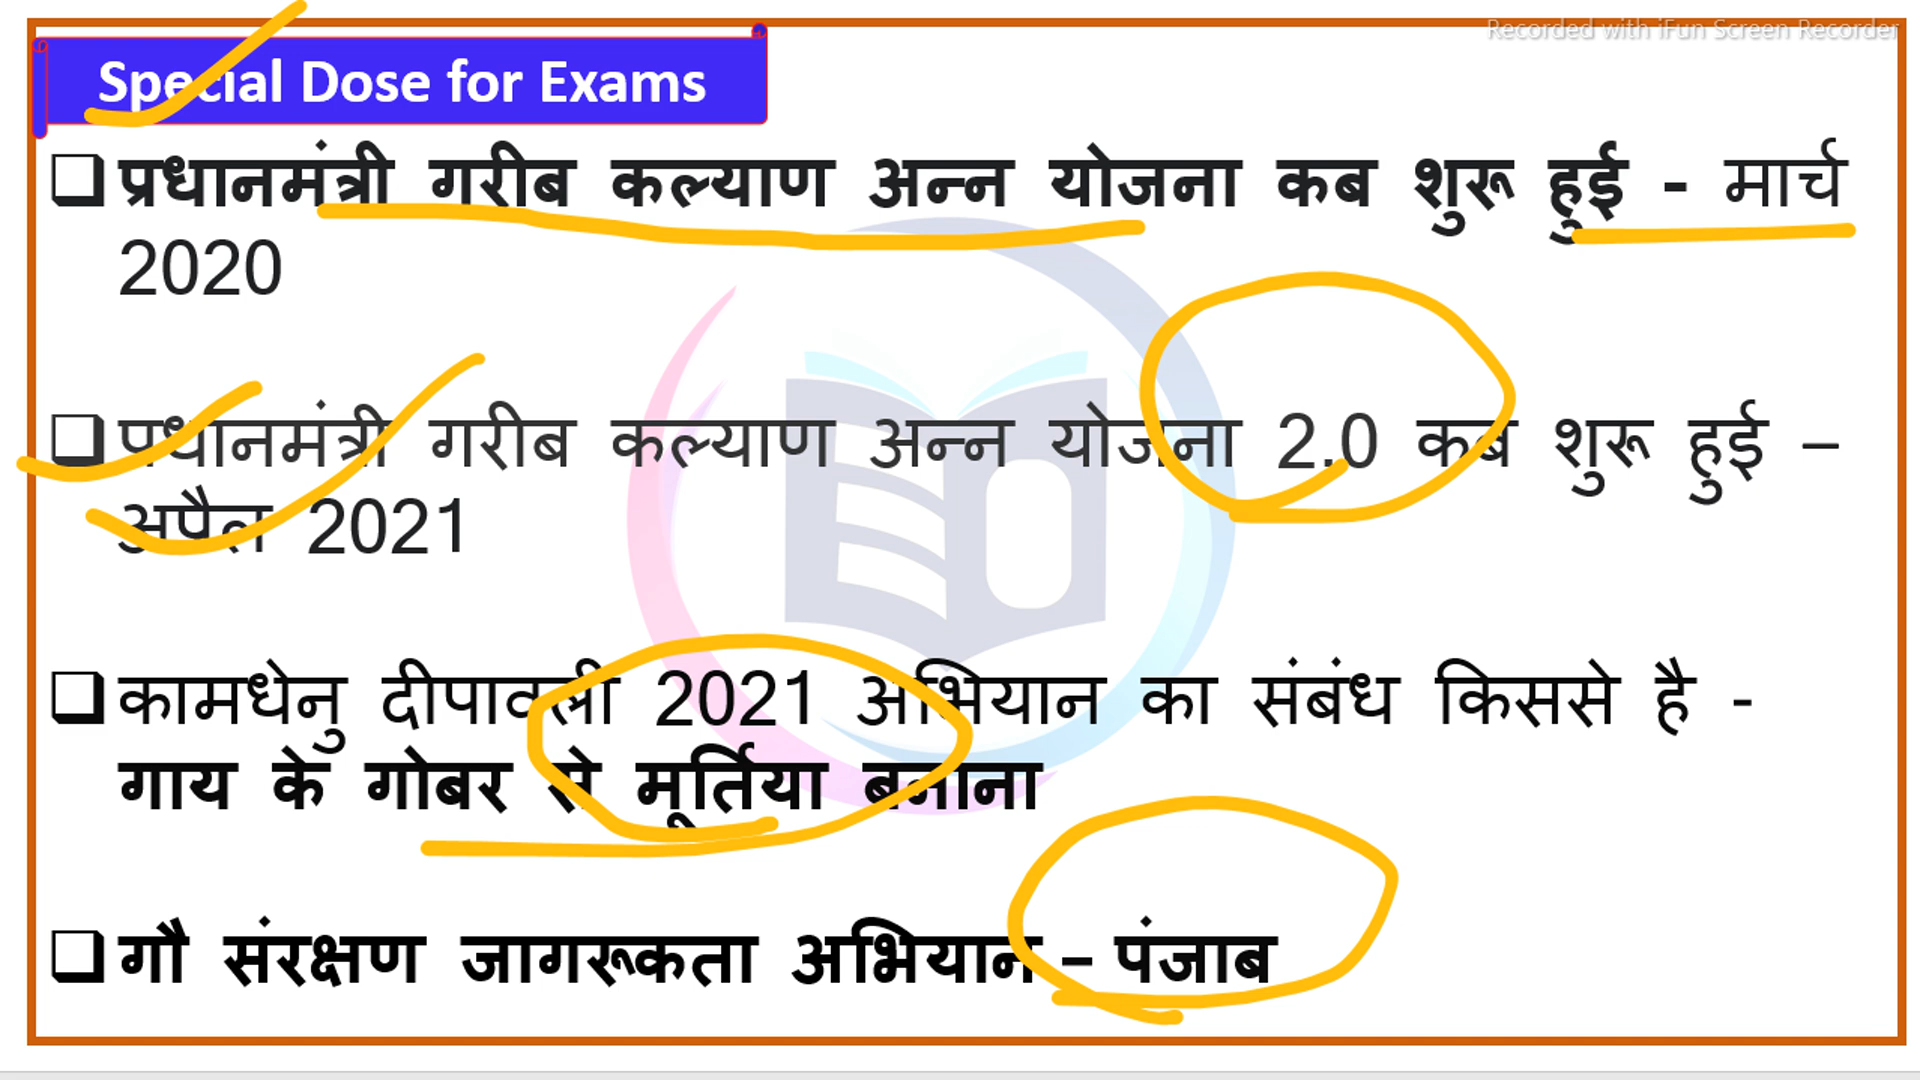 Recorded with iFun Screen Recorder
Special Dose for Exams
प्रधानमंत्री गरीब कल्याण अन्न योजना कब शुरू हुई - मार्च
2020
प्रधानमंत्री गरीब कल्याण अन्न योजना 2.0 कब शुरू हुई –
अप्रैल 2021
कामधेनु दीपावली 2021 अभियान का संबंध किससे है -
गाय के गोबर से मूर्तिया बनाना
गौ संरक्षण जागरूकता अभियान – पंजाब